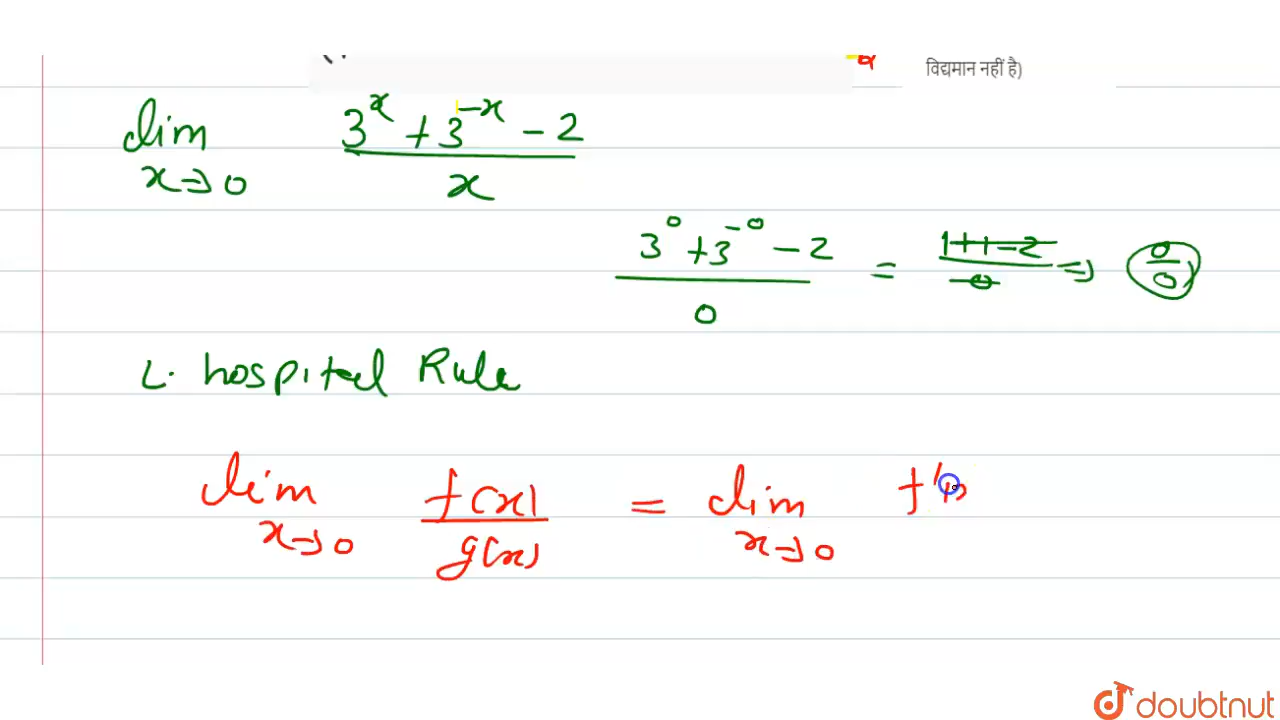 विद्यमान नहीं है)
lim x→0 (3^x + 3^-x - 2)/x
(3^0 + 3^-0 - 2)/0 = (1+1-2)/0 ⇒ 0/0
L. hospital Rule
lim x→0 f(x)/g(x) = lim x→0 f'
doubtnut